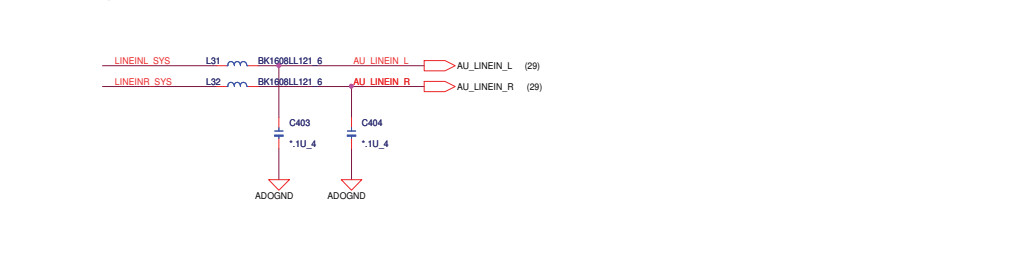 LINEINL_SYS L31 BK1608LL121_6 AU_LINEIN_L AU_LINEIN_L (29)
LINEINR_SYS L32 BK1608LL121_6 AU_LINEIN_R AU_LINEIN_R (29)
C403 C404
*.1U_4 *.1U_4
ADOGND ADOGND